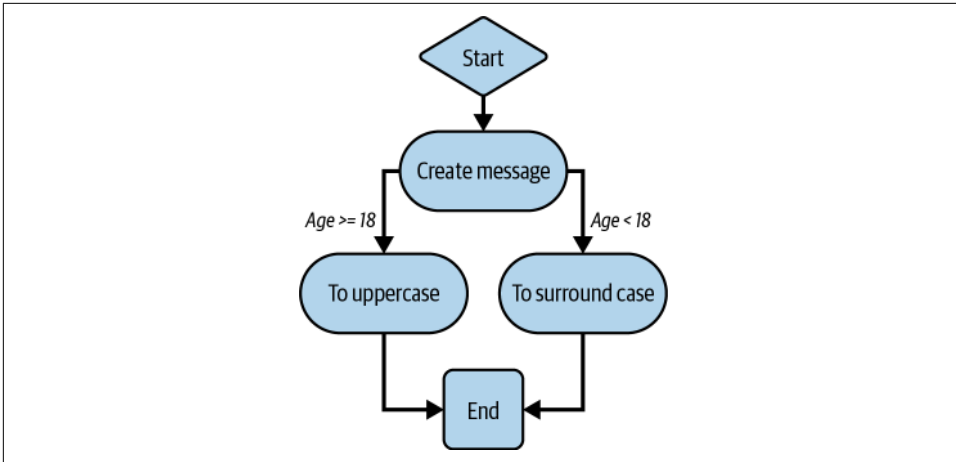 Start
Create message
Age >= 18
Age < 18
To uppercase
To surround case
End